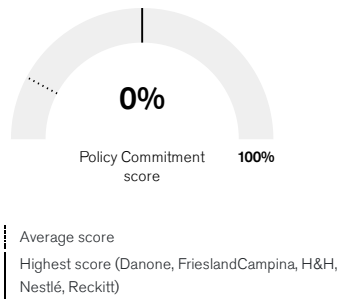 0%
Policy Commitment
score
100%
Average score
Highest score (Danone, FrieslandCampina, H&H,
Nestlé, Reckitt)